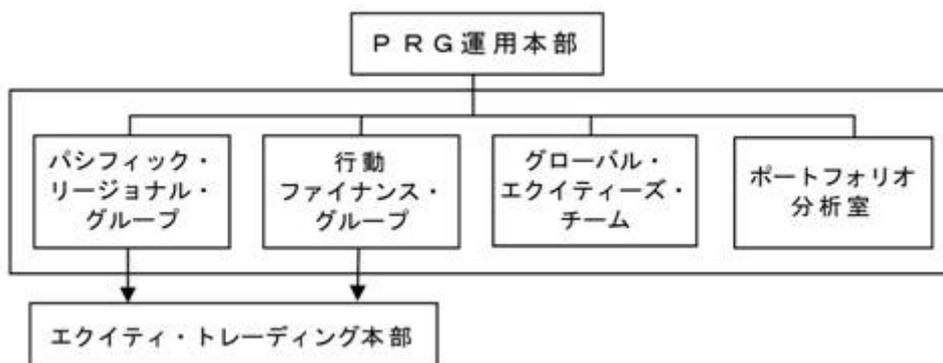 ＰＲＧ運用本部
パシフィック・
リージョナル・
グループ
行動
ファイナンス・
グループ
グローバル・
エクイティーズ・
チーム
ポートフォリオ
分析室
エクイティ・トレーディング本部